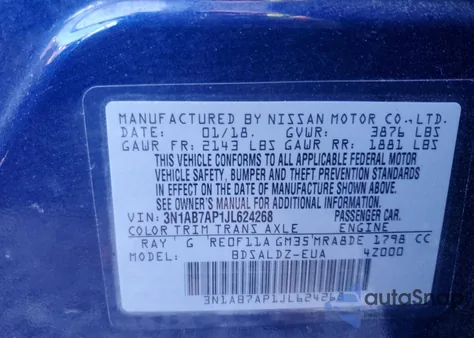 MANUFACTURED BY NISSAN MOTOR CO.,LTD.
DATE: 01/18. GVWR: 3876 LBS
GAWR FR: 2143 LBS GAWR RR: 1881 LBS
THIS VEHICLE CONFORMS TO ALL APPLICABLE FEDERAL MOTOR
VEHICLE SAFETY, BUMPER AND THEFT PREVENTION
STANDARDS IN EFFECT ON THE DATE OF MANUFACTURE SHOWN ABOVE.
SEE OWNER'S MANUAL FOR ADDITIONAL INFORMATION
VIN: 3N1AB7AP1JL624268 PASSENGER CAR.
COLOR TRIM TRANS AXLE ENGINE
RAY G RE0F11A GM35 MRA8DE 1798 CC
BDSALDZ-EUA 4Z000
3N1AB7AP1JL624268
autoSnap